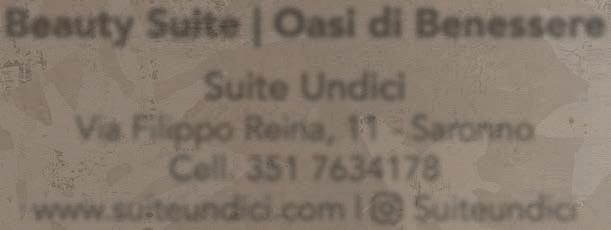 Beauty Suite | Oasi di Benessere
Suite Undici
Via Filippo Reina, 11 - Saronno
Cell. 351 7634178
www.suiteundici.com | Suiteundici